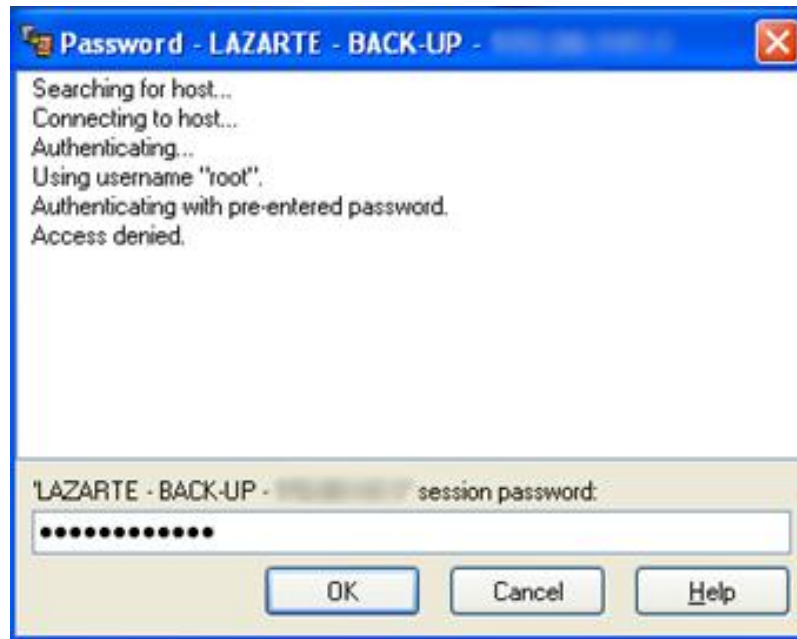 Password - LAZARTE - BACK-UP -
Searching for host...
Connecting to host...
Authenticating...
Using username "root".
Authenticating with pre-entered password.
Access denied.
'LAZARTE - BACK-UP - session password:
••••••••••••
OK Cancel Help